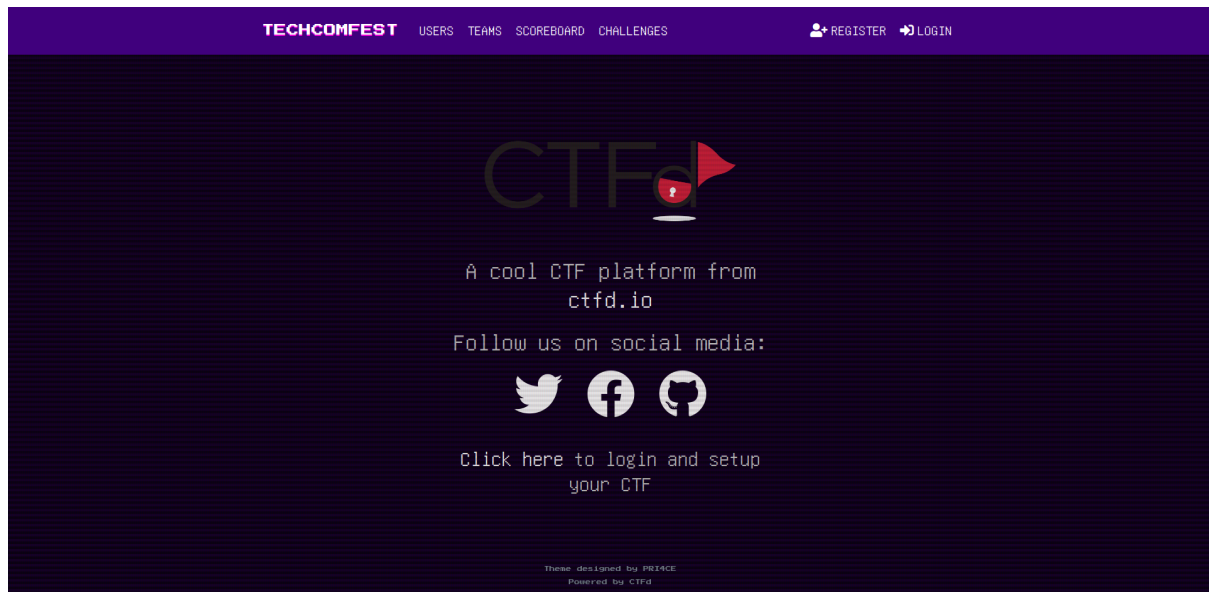 TECHCOMFEST USERS TEAMS SCOREBOARD CHALLENGES REGISTER LOGIN
CTFd
A cool CTF platform from
ctfd.io
Follow us on social media:
Click here to login and setup
your CTF
Theme designed by PRI4CE
Powered by CTFd